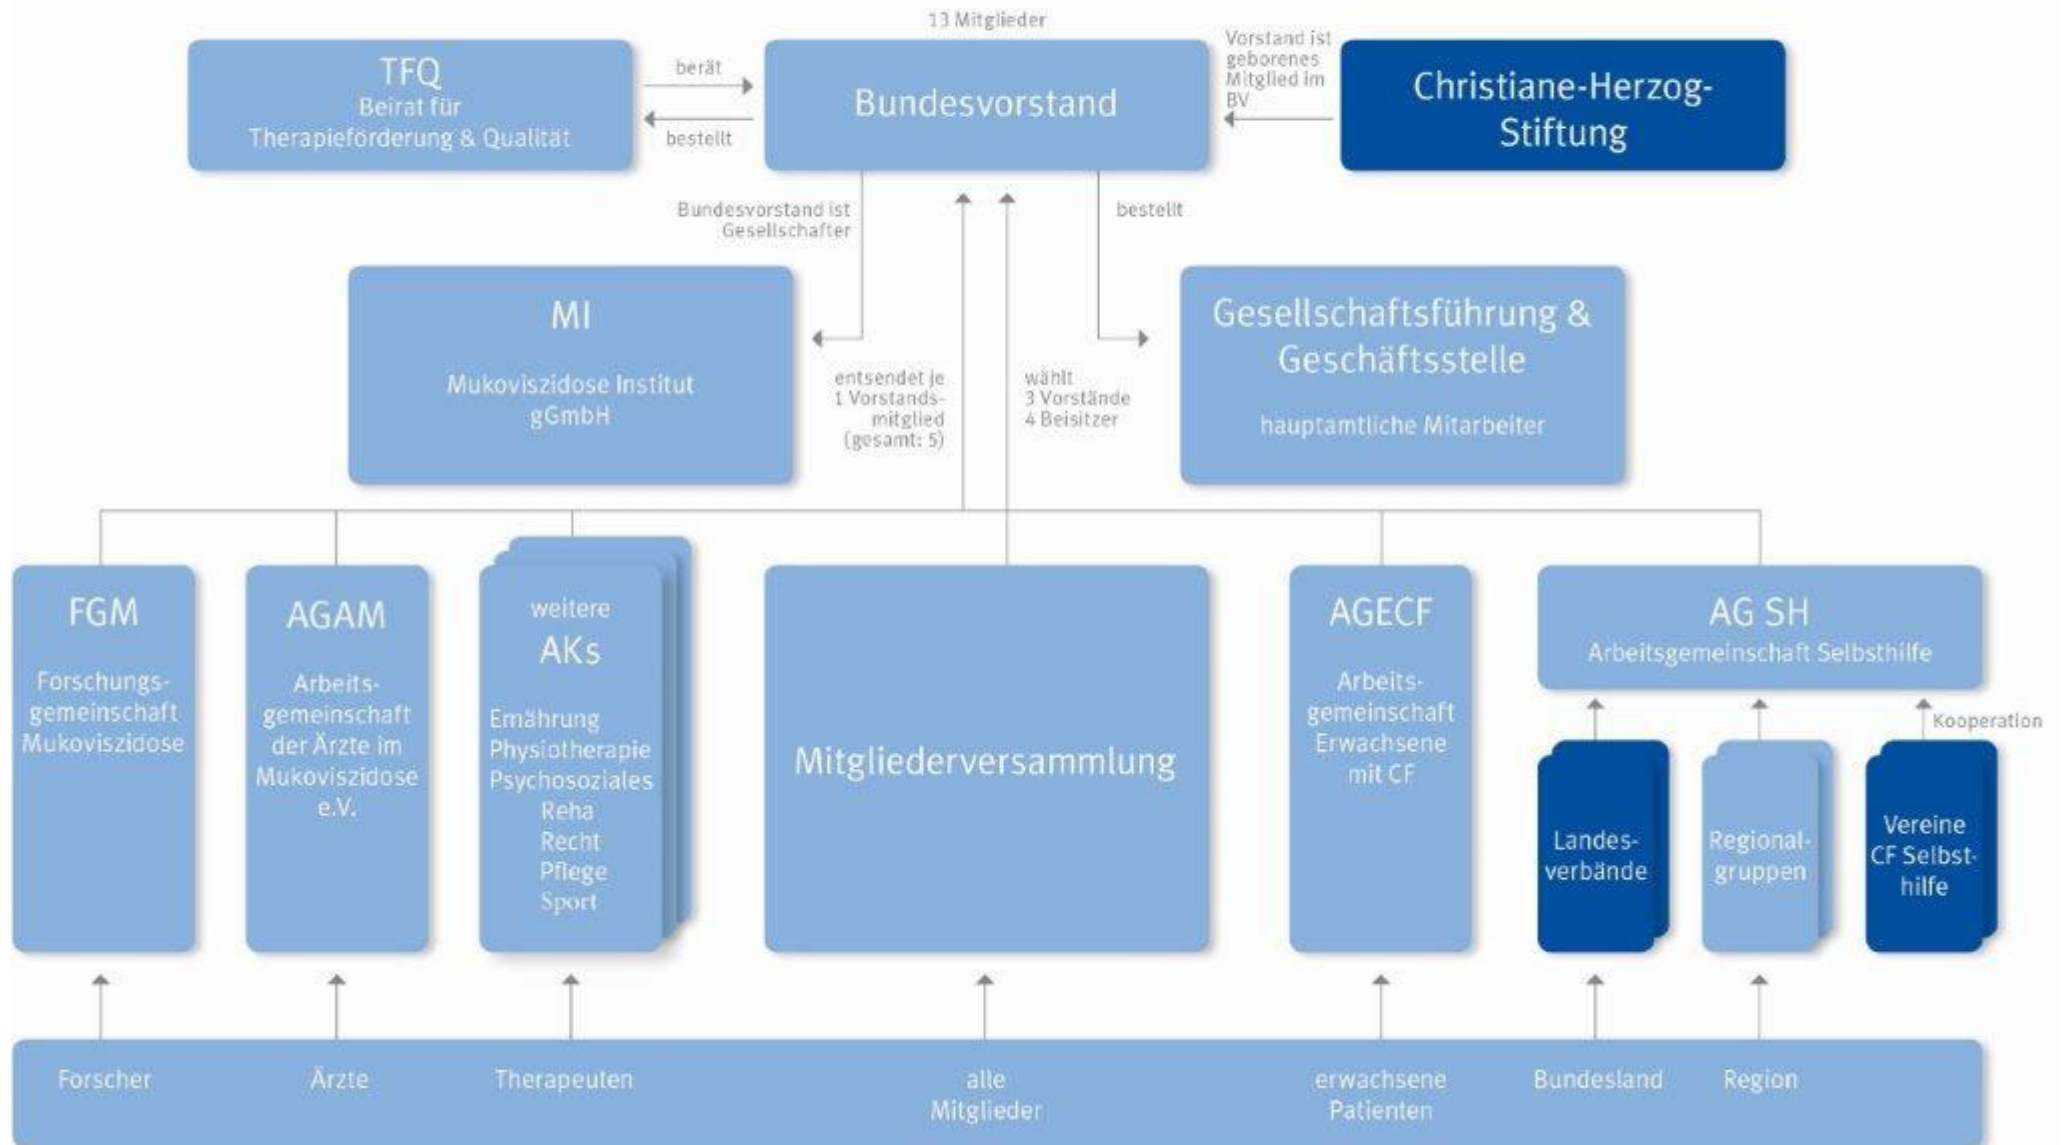 13 Mitglieder
TFQ
Beirat für
Therapieförderung & Qualität
berät
bestellt
Bundesvorstand
Vorstand ist
geborenes
Mitglied im
BV
Christiane-Herzog-
Stiftung
Bundesvorstand ist
Gesellschafter
bestellt
MI
Mukoviszidose Institut
gGmbH
entsendet je
1 Vorstands-
mitglied
(gesamt: 5)
wählt
3 Vorstände
4 Beisitzer
Gesellschaftsführung &
Geschäftsstelle
hauptamtliche Mitarbeiter
FGM
Forschungs-
gemeinschaft
Mukoviszidose
AGAM
Arbeits-
gemeinschaft
der Ärzte im
Mukoviszidose
e.V.
weitere
AKs
Ernährung
Physiotherapie
Psychosoziales
Reha
Recht
Pflege
Sport
Mitgliederversammlung
AGECF
Arbeits-
gemeinschaft
Erwachsene
mit CF
AG SH
Arbeitsgemeinschaft Selbsthilfe
Kooperation
Landes-
verbände
Regional-
gruppen
Vereine
CF Selbst-
hilfe
Forscher
Ärzte
Therapeuten
alle
Mitglieder
erwachsene
Patienten
Bundesland
Region